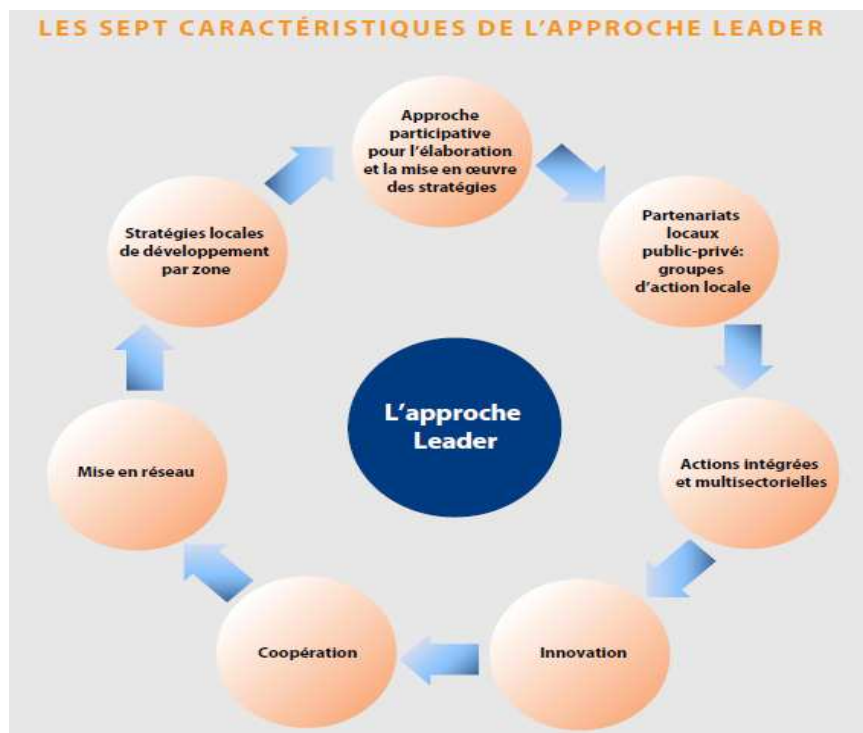 LES SEPT CARACTÉRISTIQUES DE L'APPROCHE LEADER
Approche
participative
pour l'élaboration
et la mise en œuvre
des stratégies
Partenariats
locaux
public-privé:
groupes
d'action locale
Actions intégrées
et multisectorielles
Innovation
Coopération
Mise en réseau
Stratégies locales
de développement
par zone
L'approche
Leader